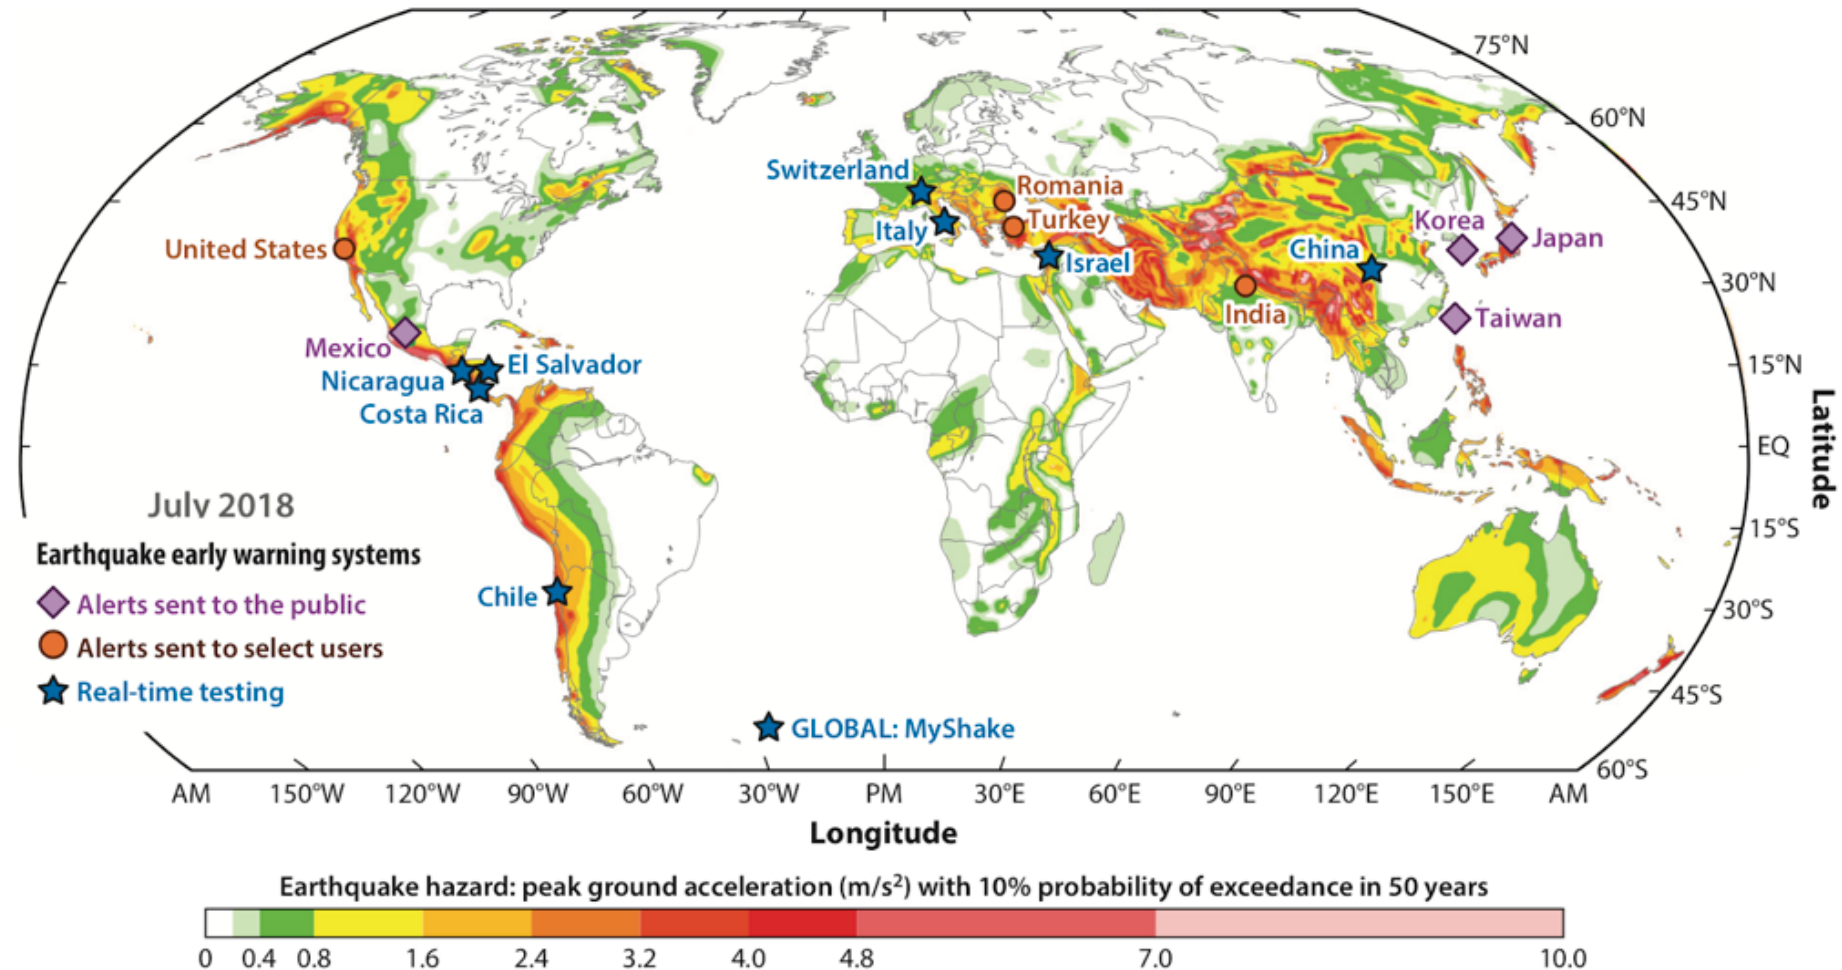 75°N
60°N
Switzerland
Romania
45°N
Korea
Turkey
Italy
Japan
United States
China
Israel
30°N
India
Taiwan
Mexico
El Salvador
15°N
Nicaragua
Costa Rica
Latitude
EQ
July 2018
15°S
Earthquake early warning systems
Alerts sent to the public
Chile
30°S
Alerts sent to select users
Real-time testing
45°S
GLOBAL: MyShake
60°S
AM 150°W 120°W 90°W 60°W 30°W PM 30°E 60°E 90°E 120°E 150°E AM
Longitude
Earthquake hazard: peak ground acceleration (m/s²) with 10% probability of exceedance in 50 years
0 0.4 0.8 1.6 2.4 3.2 4.0 4.8 7.0 10.0